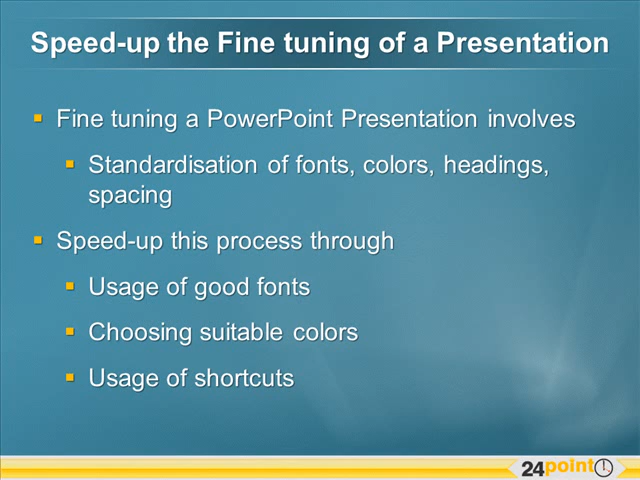 Speed-up the Fine tuning of a Presentation
Fine tuning a PowerPoint Presentation involves
Standardisation of fonts, colors, headings,
spacing
Speed-up this process through
Usage of good fonts
Choosing suitable colors
Usage of shortcuts
24point